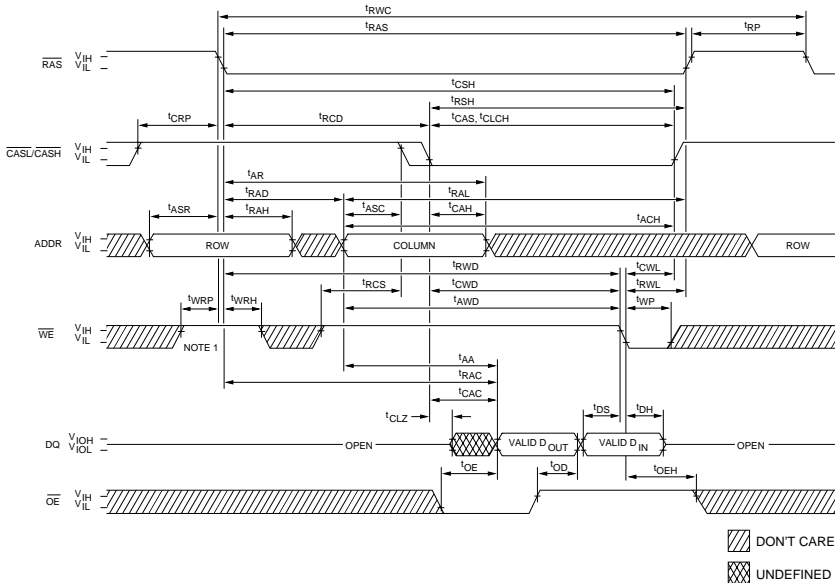 tRWC
tRAS
tRP
RAS
VIH
VIL
tCSH
tRSH
tCRP
tRCD
tCAS, tCLCH
CASL/CASH
VIH
VIL
tAR
tRAD
tRAL
tASR
tRAH
tASC
tCAH
tACH
ADDR
VIH
VIL
ROW
COLUMN
ROW
tRWD
tCWL
tRCS
tCWD
tRWL
tWRP
tWRH
tAWD
tWP
WE
VIH
VIL
NOTE 1
tAA
tRAC
tCAC
tCLZ
tDS
tDH
DQ
VIOH
VIOL
OPEN
VALID DOUT
VALID DIN
OPEN
tOE
tOD
tOEH
OE
VIH
VIL
DON'T CARE
UNDEFINED